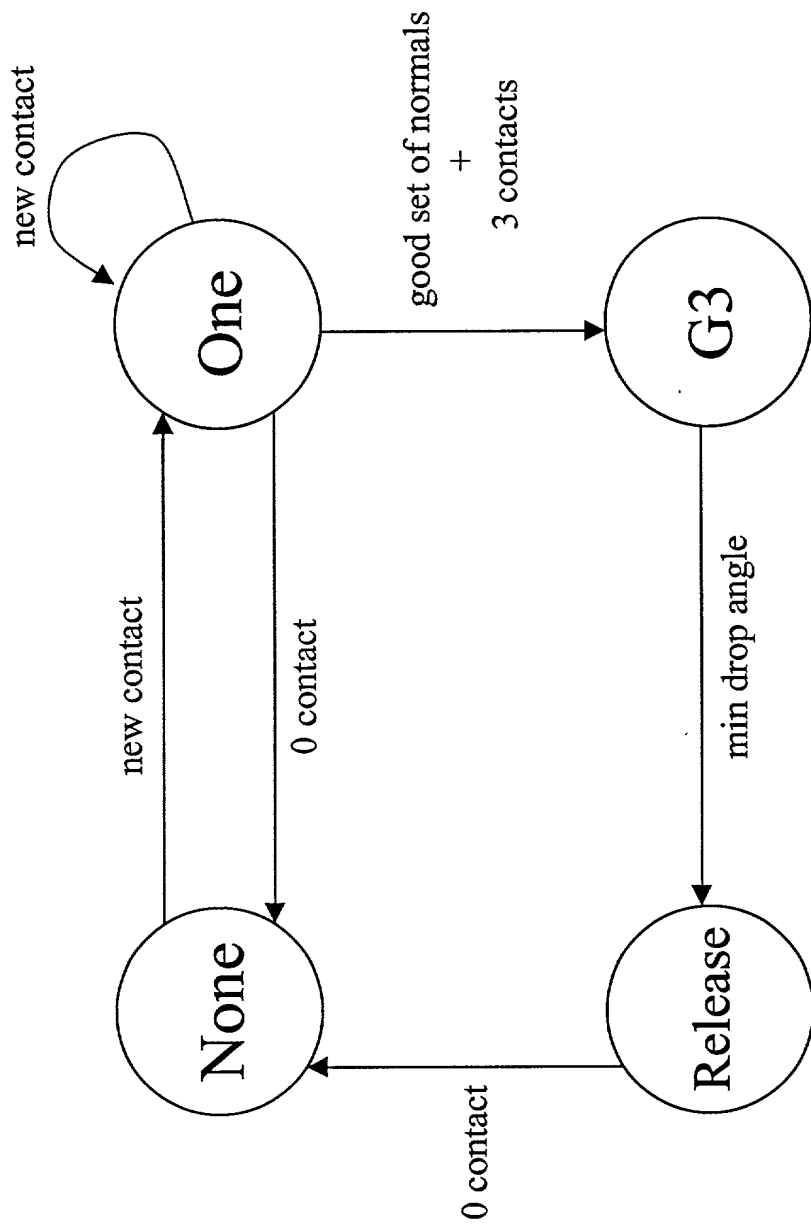 new contact
new contact
None
One
0 contact
good set of normals
+
3 contacts
0 contact
Release
G3
min drop angle